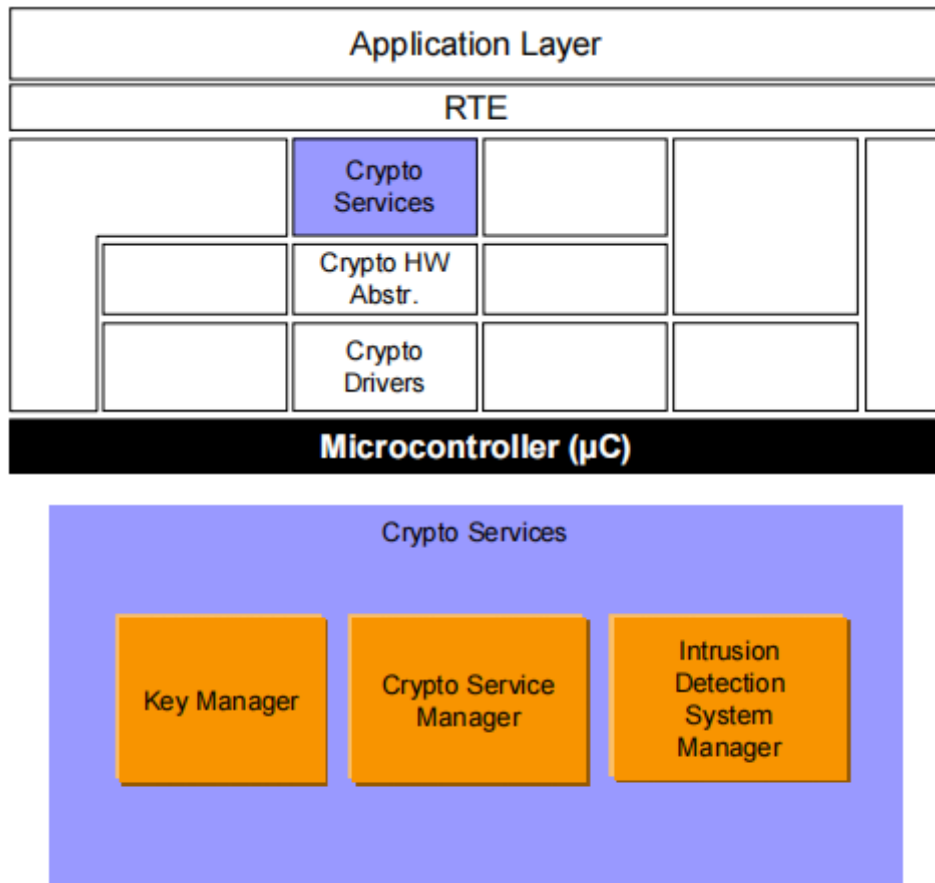 Application Layer
RTE
Crypto
Services
Crypto HW
Abstr.
Crypto
Drivers
Microcontroller (µC)
Crypto Services
Key Manager
Crypto Service
Manager
Intrusion
Detection
System
Manager